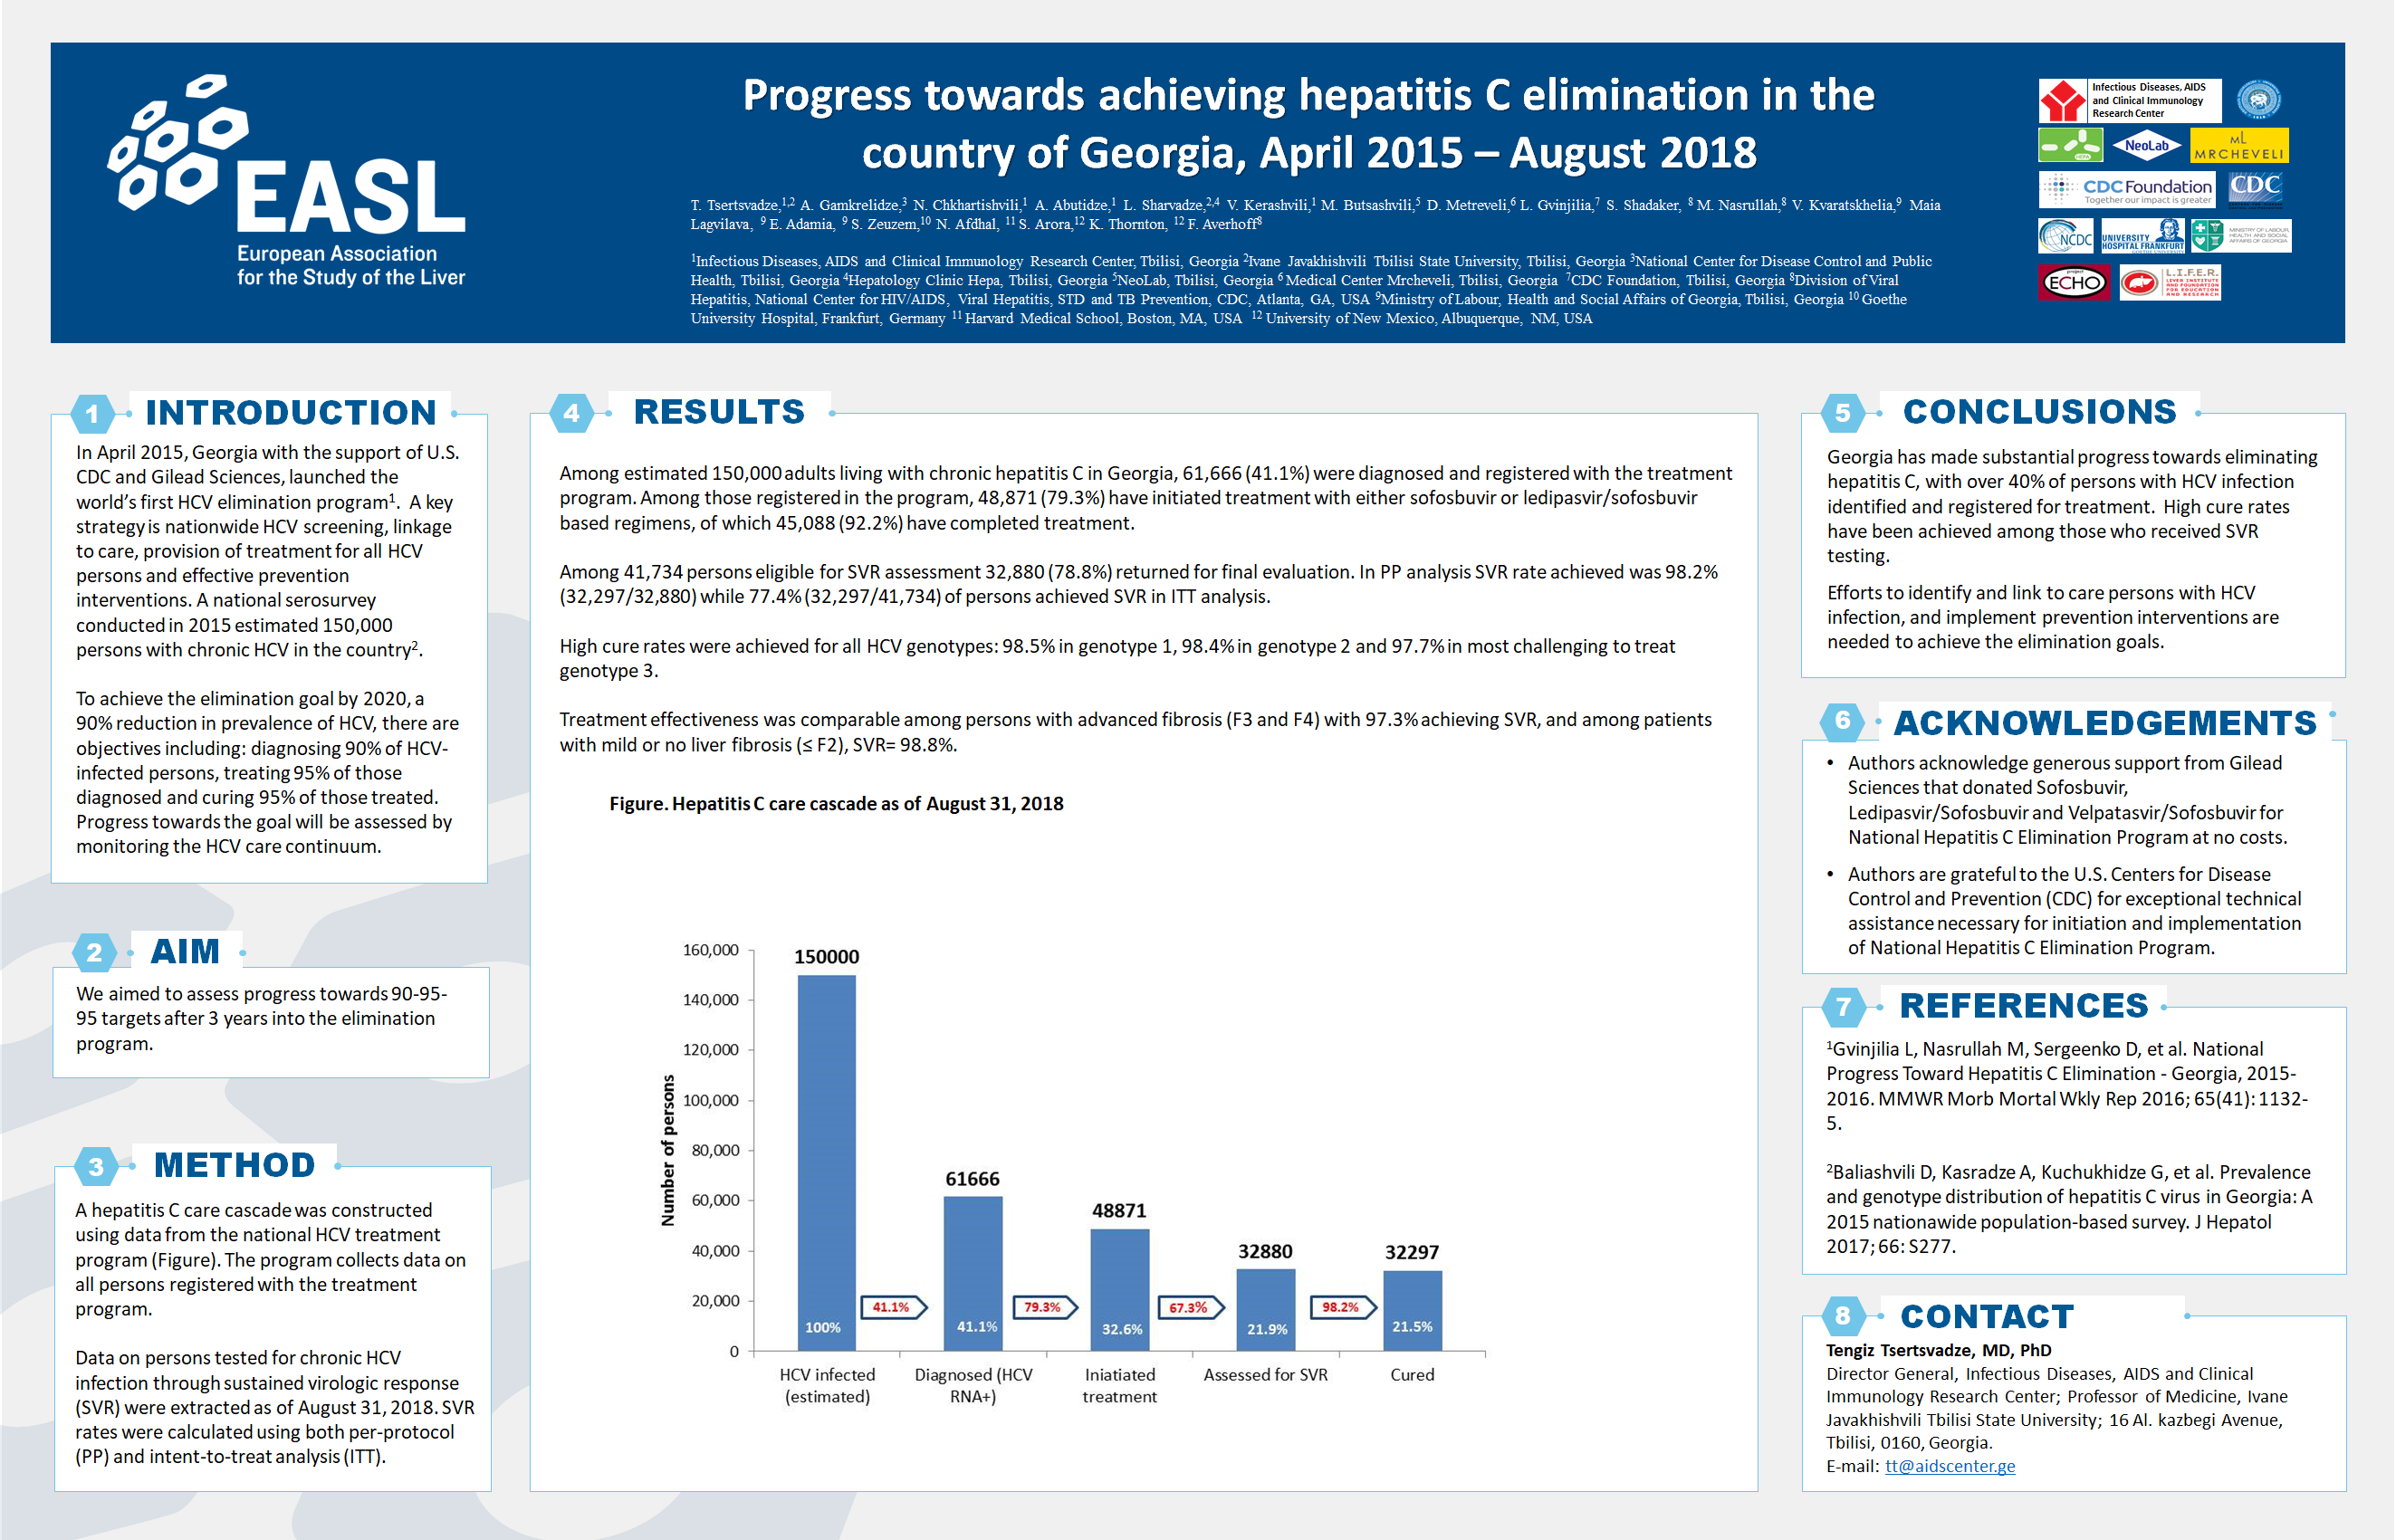 EASL
European Association
for the Study of the Liver
Progress towards achieving hepatitis C elimination in the
country of Georgia, April 2015 – August 2018
T. Tsertsvadze,1,2 A. Gamkrelidze,3 N. Chkhartishvili,1 A. Abutidze,1 L. Sharvadze,2,4 V. Kerashvili,1 M. Butsashvili,5 D. Metreveli,6 L. Gvinjilia,7 S. Shadaker, 8 M. Nasrullah,8 V. Kvaratskhelia,9 Maia
Lagvilava, 9 E. Adamia, 9 S. Zeuzem,10 N. Afdhal, 11 S. Arora,12 K. Thornton, 12 F. Averhoff8
1Infectious Diseases, AIDS and Clinical Immunology Research Center, Tbilisi, Georgia 2Ivane Javakhishvili Tbilisi State University, Tbilisi, Georgia 3National Center for Disease Control and Public
Health, Tbilisi, Georgia 4Hepatology Clinic Hepa, Tbilisi, Georgia 5NeoLab, Tbilisi, Georgia 6 Medical Center Mrcheveli, Tbilisi, Georgia 7CDC Foundation, Tbilisi, Georgia 8Division of Viral
Hepatitis, National Center for HIV/AIDS, Viral Hepatitis, STD and TB Prevention, CDC, Atlanta, GA, USA 9Ministry of Labour, Health and Social Affairs of Georgia, Tbilisi, Georgia 10 Goethe
University Hospital, Frankfurt, Germany 11 Harvard Medical School, Boston, MA, USA 12 University of New Mexico, Albuquerque, NM, USA
Infectious Diseases, AIDS
and Clinical Immunology
Research Center
NeoLab
mL
MRCHEVELI
CDC Foundation
Together our impact is greater
CDC
NCDC
UNIVERSITY
HOSPITAL FRANKFURT
GOETHE UNIVERSITY
MINISTRY OF LABOUR,
HEALTH AND SOCIAL
AFFAIRS OF GEORGIA
project
ECHO
L.I.F.E.R.
LIVER INSTITUTE
AND FOUNDATION
FOR EDUCATION
AND RESEARCH
1 INTRODUCTION
In April 2015, Georgia with the support of U.S.
CDC and Gilead Sciences, launched the
world’s first HCV elimination program1. A key
strategy is nationwide HCV screening, linkage
to care, provision of treatment for all HCV
persons and effective prevention
interventions. A national serosurvey
conducted in 2015 estimated 150,000
persons with chronic HCV in the country2.
To achieve the elimination goal by 2020, a
90% reduction in prevalence of HCV, there are
objectives including: diagnosing 90% of HCV-
infected persons, treating 95% of those
diagnosed and curing 95% of those treated.
Progress towards the goal will be assessed by
monitoring the HCV care continuum.
2 AIM
We aimed to assess progress towards 90-95-
95 targets after 3 years into the elimination
program.
3 METHOD
A hepatitis C care cascade was constructed
using data from the national HCV treatment
program (Figure). The program collects data on
all persons registered with the treatment
program.
Data on persons tested for chronic HCV
infection through sustained virologic response
(SVR) were extracted as of August 31, 2018. SVR
rates were calculated using both per-protocol
(PP) and intent-to-treat analysis (ITT).
4 RESULTS
Among estimated 150,000 adults living with chronic hepatitis C in Georgia, 61,666 (41.1%) were diagnosed and registered with the treatment
program. Among those registered in the program, 48,871 (79.3%) have initiated treatment with either sofosbuvir or ledipasvir/sofosbuvir
based regimens, of which 45,088 (92.2%) have completed treatment.
Among 41,734 persons eligible for SVR assessment 32,880 (78.8%) returned for final evaluation. In PP analysis SVR rate achieved was 98.2%
(32,297/32,880) while 77.4% (32,297/41,734) of persons achieved SVR in ITT analysis.
High cure rates were achieved for all HCV genotypes: 98.5% in genotype 1, 98.4% in genotype 2 and 97.7% in most challenging to treat
genotype 3.
Treatment effectiveness was comparable among persons with advanced fibrosis (F3 and F4) with 97.3% achieving SVR, and among patients
with mild or no liver fibrosis (≤ F2), SVR= 98.8%.
Figure. Hepatitis C care cascade as of August 31, 2018
Number of persons
160,000
140,000
120,000
100,000
80,000
60,000
40,000
20,000
0
150000
61666
48871
32880
32297
41.1%
79.3%
67.3%
98.2%
100%
41.1%
32.6%
21.9%
21.5%
HCV infected
(estimated)
Diagnosed (HCV
RNA+)
Iniatiated
treatment
Assessed for SVR
Cured
5 CONCLUSIONS
Georgia has made substantial progress towards eliminating
hepatitis C, with over 40% of persons with HCV infection
identified and registered for treatment. High cure rates
have been achieved among those who received SVR
testing.
Efforts to identify and link to care persons with HCV
infection, and implement prevention interventions are
needed to achieve the elimination goals.
6 ACKNOWLEDGEMENTS
• Authors acknowledge generous support from Gilead
Sciences that donated Sofosbuvir,
Ledipasvir/Sofosbuvir and Velpatasvir/Sofosbuvir for
National Hepatitis C Elimination Program at no costs.
• Authors are grateful to the U.S. Centers for Disease
Control and Prevention (CDC) for exceptional technical
assistance necessary for initiation and implementation
of National Hepatitis C Elimination Program.
7 REFERENCES
1Gvinjilia L, Nasrullah M, Sergeenko D, et al. National
Progress Toward Hepatitis C Elimination - Georgia, 2015-
2016. MMWR Morb Mortal Wkly Rep 2016; 65(41): 1132-
5.
2Baliashvili D, Kasradze A, Kuchukhidze G, et al. Prevalence
and genotype distribution of hepatitis C virus in Georgia: A
2015 nationawide population-based survey. J Hepatol
2017; 66: S277.
8 CONTACT
Tengiz Tsertsvadze, MD, PhD
Director General, Infectious Diseases, AIDS and Clinical
Immunology Research Center; Professor of Medicine, Ivane
Javakhishvili Tbilisi State University; 16 Al. kazbegi Avenue,
Tbilisi, 0160, Georgia.
E-mail: tt@aidscenter.ge